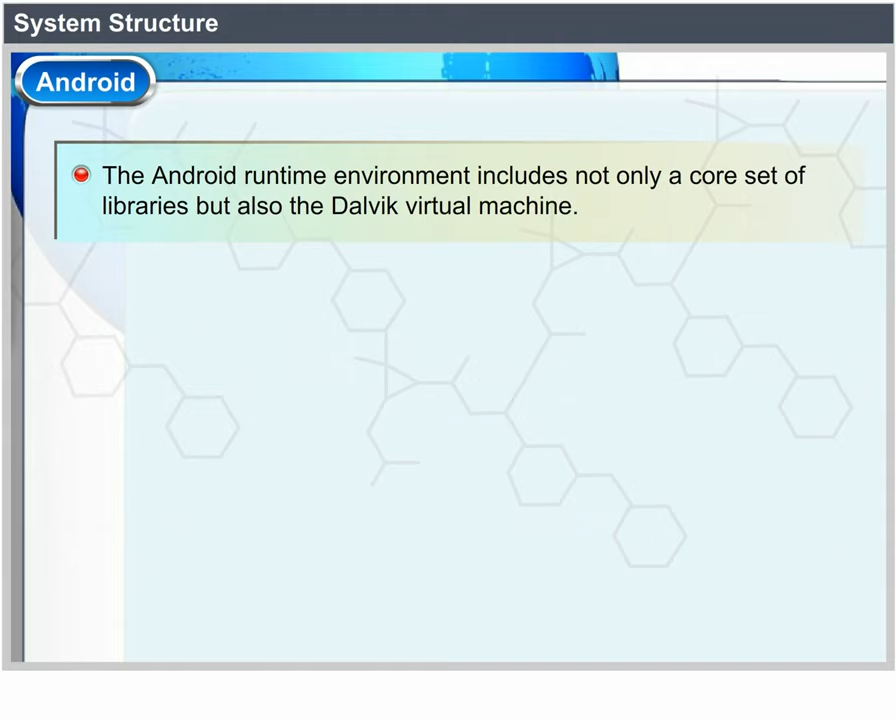 System Structure
Android
The Android runtime environment includes not only a core set of
libraries but also the Dalvik virtual machine.